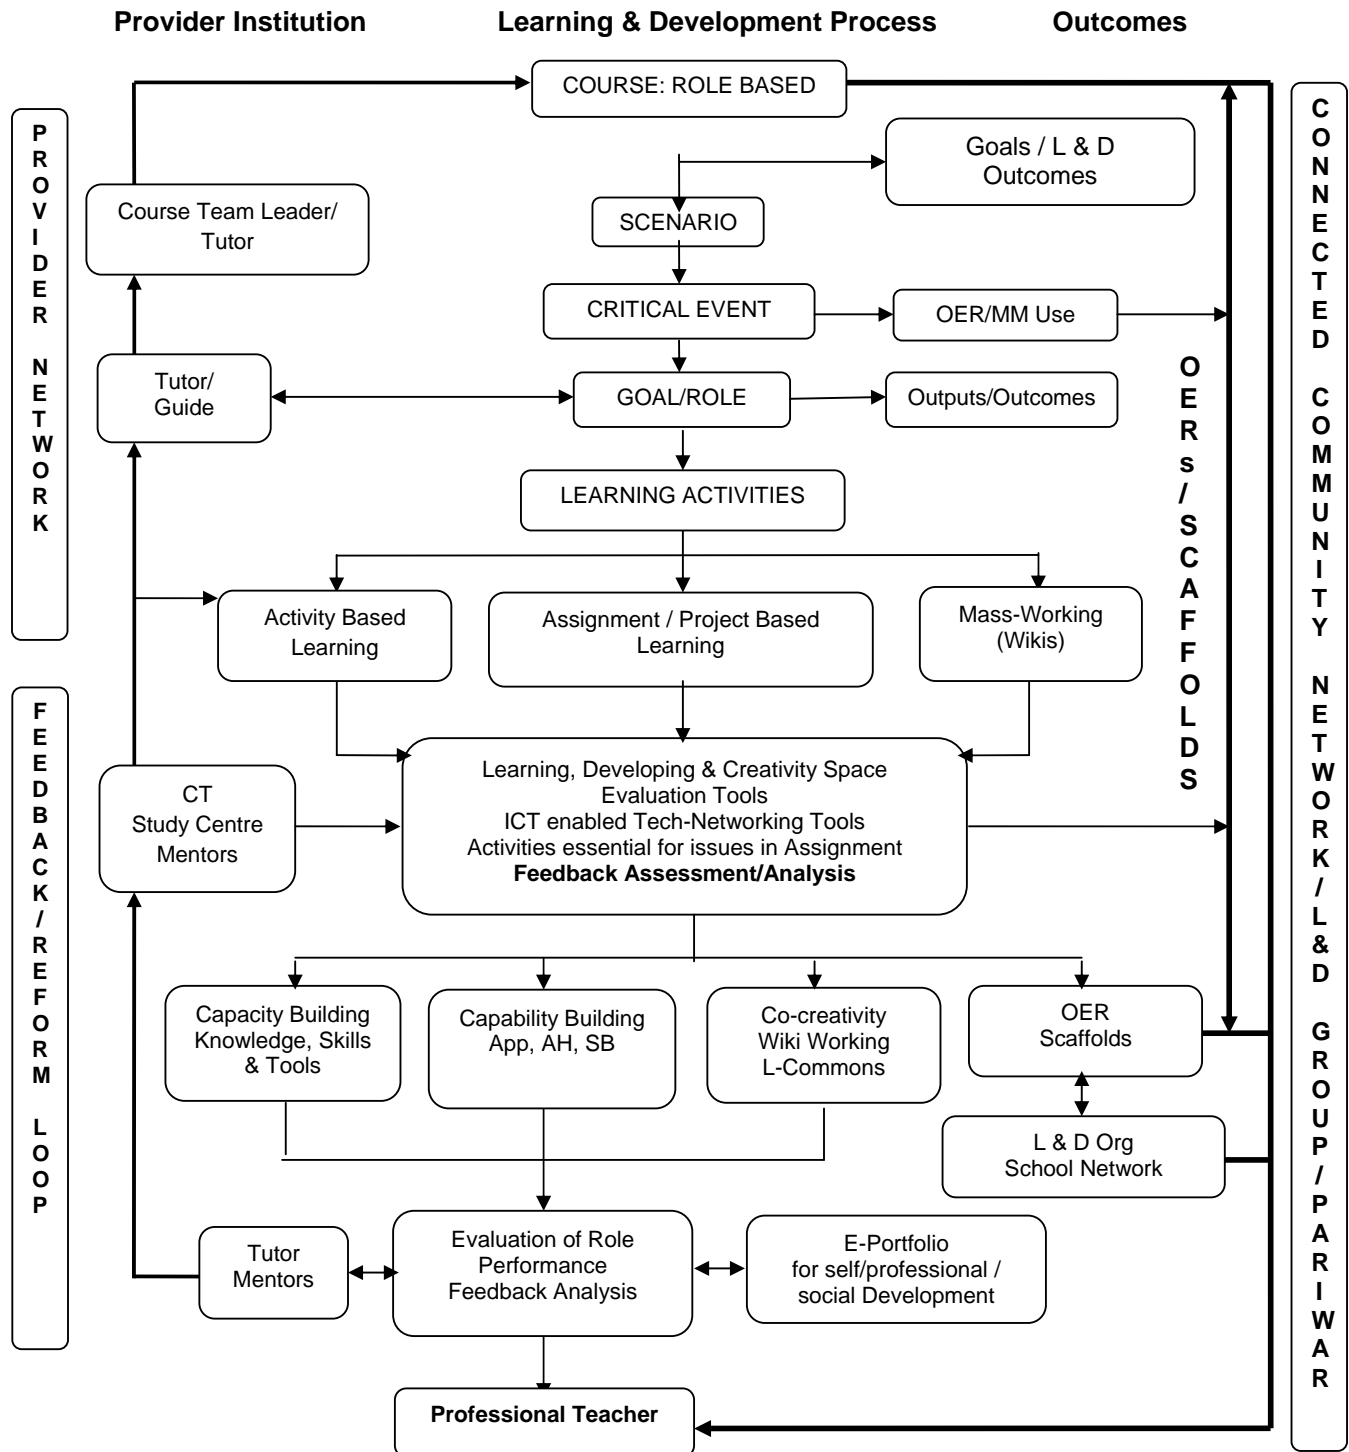 Provider Institution
Learning & Development Process
Outcomes
COURSE: ROLE BASED
PROVIDER NETWORK
Goals / L & D
Outcomes
Course Team Leader/
Tutor
SCENARIO
CRITICAL EVENT
OER/MM Use
Tutor/
Guide
GOAL/ROLE
Outputs/Outcomes
OERs/SCAFFOLDS
CONNECTED COMMUNITY NETWORK/L&D GROUP/PARIWAR
LEARNING ACTIVITIES
Activity Based
Learning
Assignment / Project Based
Learning
Mass-Working
(Wikis)
FEEDBACK/REFORM LOOP
CT
Study Centre
Mentors
Learning, Developing & Creativity Space
Evaluation Tools
ICT enabled Tech-Networking Tools
Activities essential for issues in Assignment
Feedback Assessment/Analysis
Capacity Building
Knowledge, Skills
& Tools
Capability Building
App, AH, SB
Co-creativity
Wiki Working
L-Commons
OER
Scaffolds
L & D Org
School Network
Tutor
Mentors
Evaluation of Role
Performance
Feedback Analysis
E-Portfolio
for self/professional /
social Development
Professional Teacher